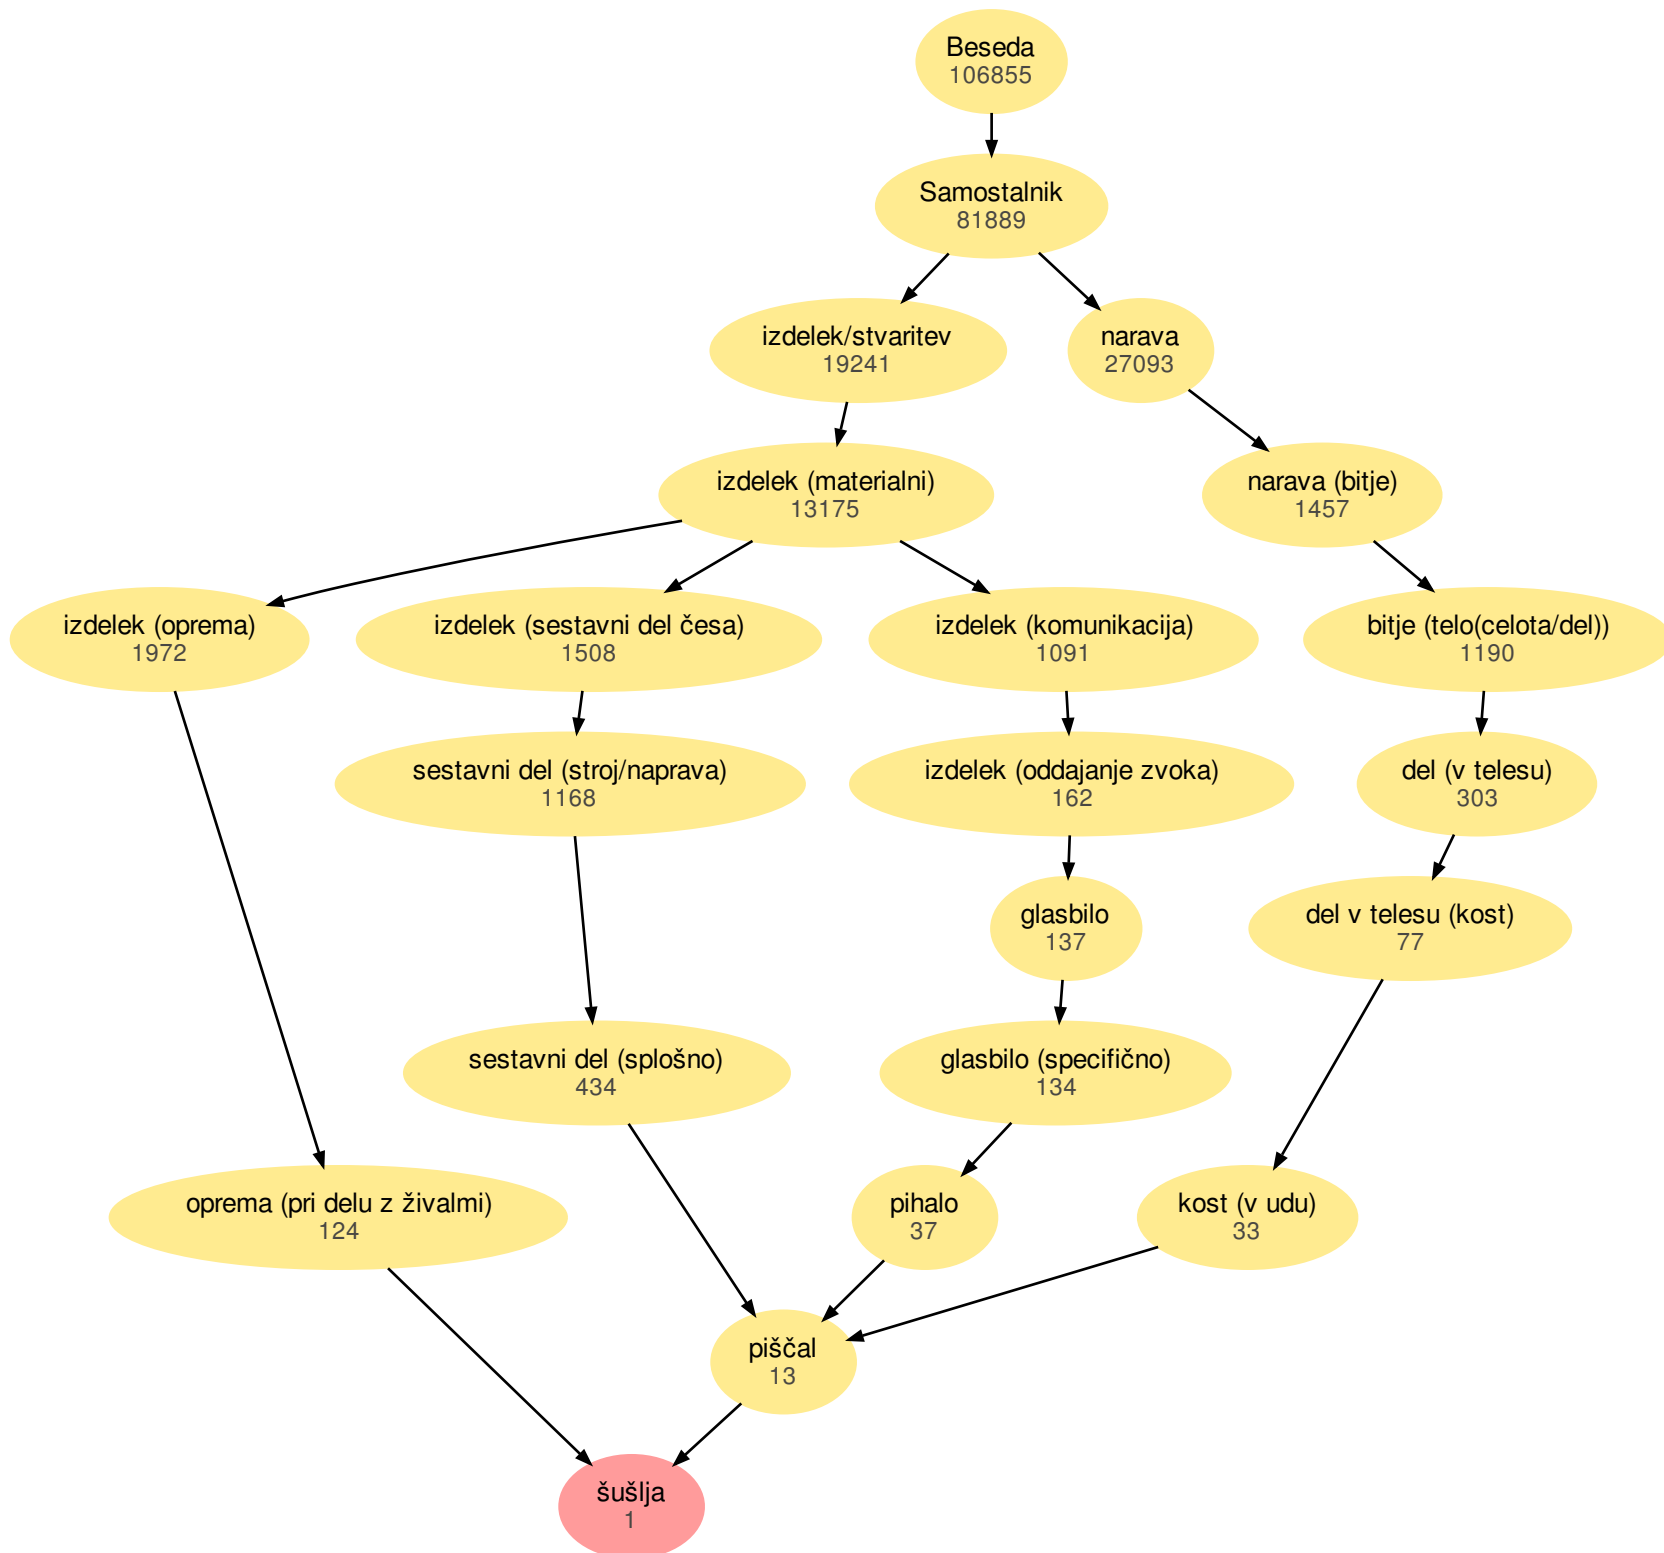 Beseda
106855
Samostalnik
81889
izdelek/stvaritev
19241
narava
27093
izdelek (materialni)
13175
narava (bitje)
1457
izdelek (oprema)
1972
izdelek (sestavni del česa)
1508
izdelek (komunikacija)
1091
bitje (telo(celota/del))
1190
sestavni del (stroj/naprava)
1168
izdelek (oddajanje zvoka)
162
del (v telesu)
303
glasbilo
137
del v telesu (kost)
77
sestavni del (splošno)
434
glasbilo (specifično)
134
oprema (pri delu z živalmi)
124
pihalo
37
kost (v udu)
33
piščal
13
šušlja
1